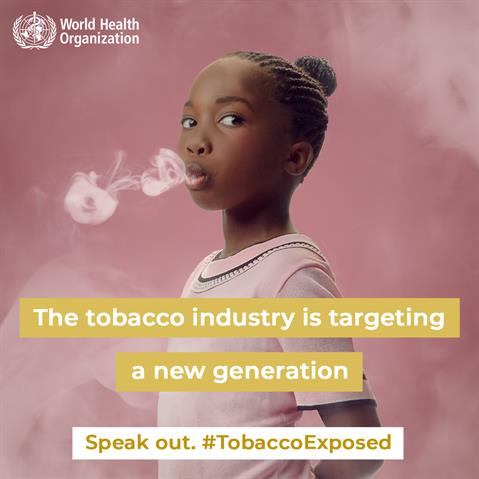 World Health
Organization
The tobacco industry is targeting
a new generation
Speak out. #TobaccoExposed